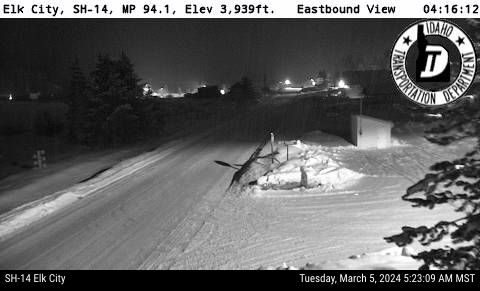 Elk City, SH-14, MP 94.1, Elev 3,939ft. Eastbound View 04:16:12
IDAHO
TRANSPORTATION DEPARTMENT
SH-14 Elk City Tuesday, March 5, 2024 5:23:09 AM MST